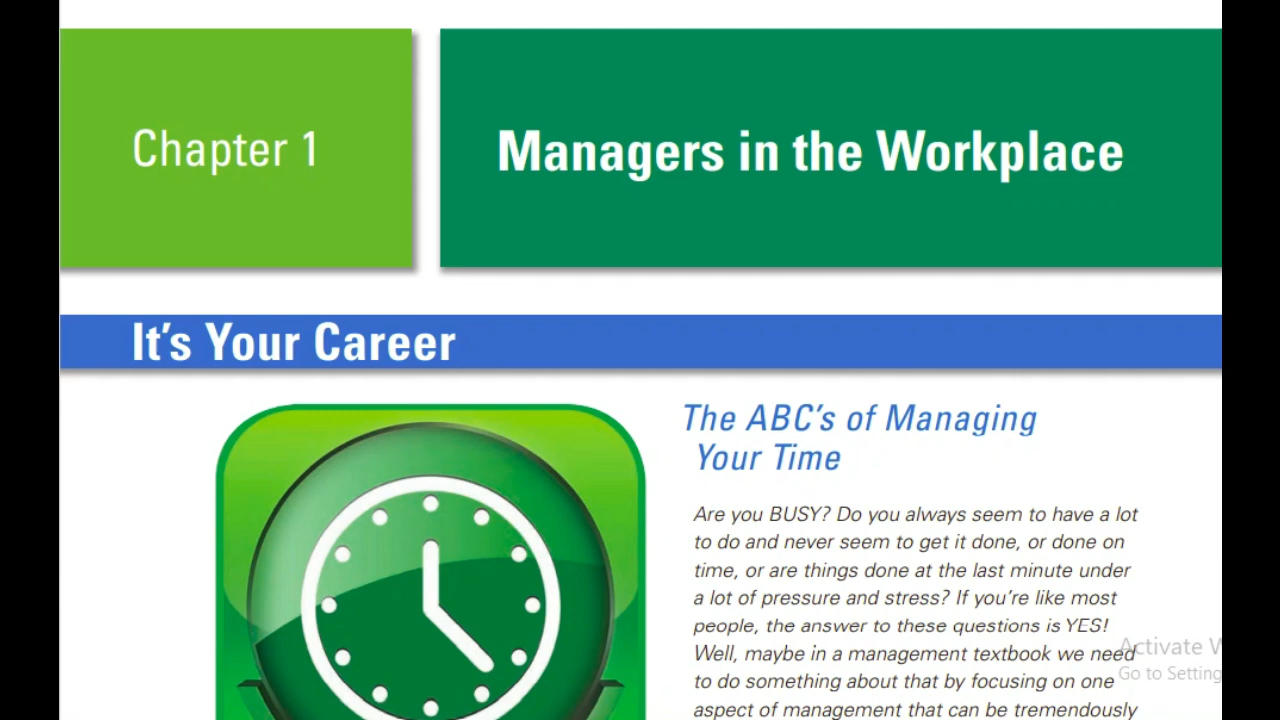 Chapter 1
Managers in the Workplace
It's Your Career
The ABC's of Managing
Your Time
Are you BUSY? Do you always seem to have a lot
to do and never seem to get it done, or done on
time, or are things done at the last minute under
a lot of pressure and stress? If you're like most
people, the answer to these questions is YES!
Well, maybe in a management textbook we need
to do something about that by focusing on one
aspect of management that can be tremendously
Activate W
Go to Setting